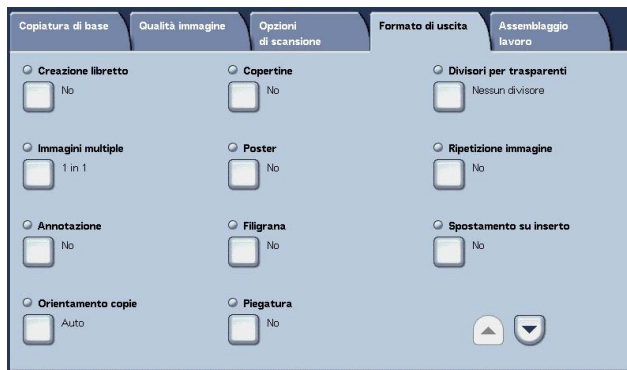 Copiatura di base
Qualità immagine
Opzioni
di scansione
Formato di uscita
Assemblaggio
lavoro
Creazione libretto
No
Copertine
No
Divisori per trasparenti
Nessun divisore
Immagini multiple
1 in 1
Poster
No
Ripetizione immagine
No
Annotazione
No
Filigrana
No
Spostamento su inserto
No
Orientamento copie
Auto
Piegatura
No